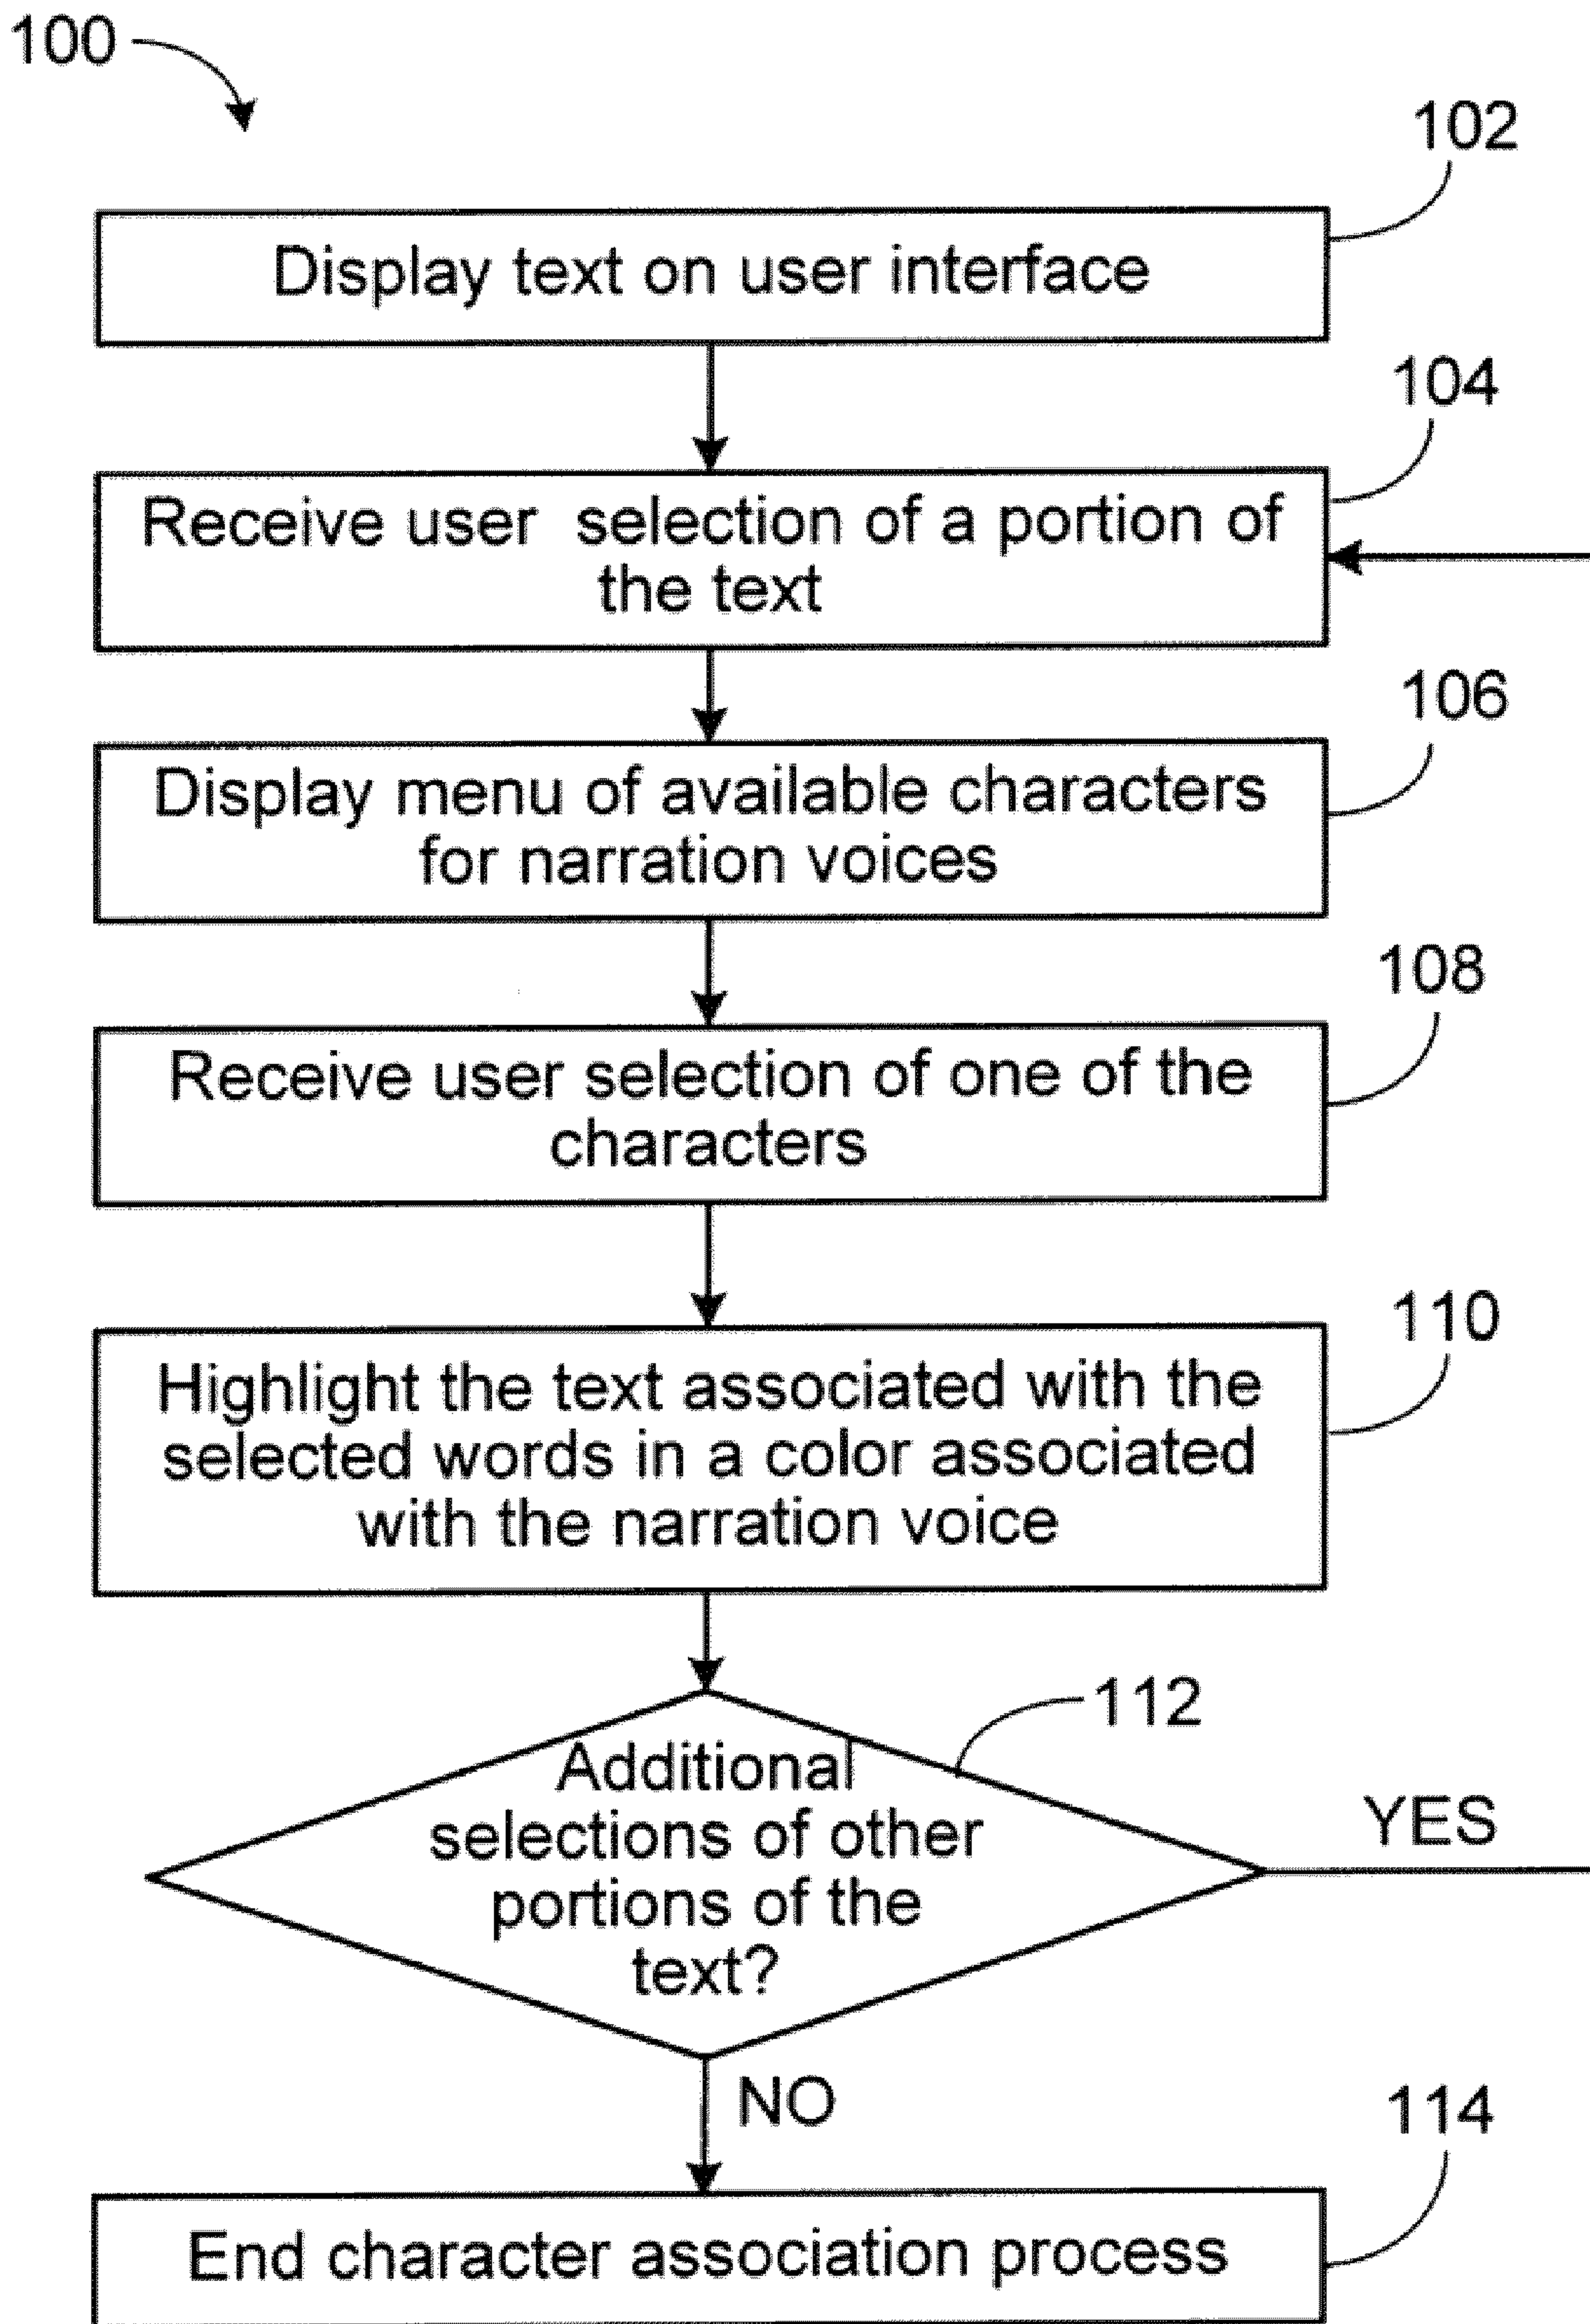 100
102
Display text on user interface
104
Receive user selection of a portion of
the text
106
Display menu of available characters
for narration voices
108
Receive user selection of one of the
characters
110
Highlight the text associated with the
selected words in a color associated
with the narration voice
112
Additional
selections of other
portions of the
text?
YES
NO
114
End character association process